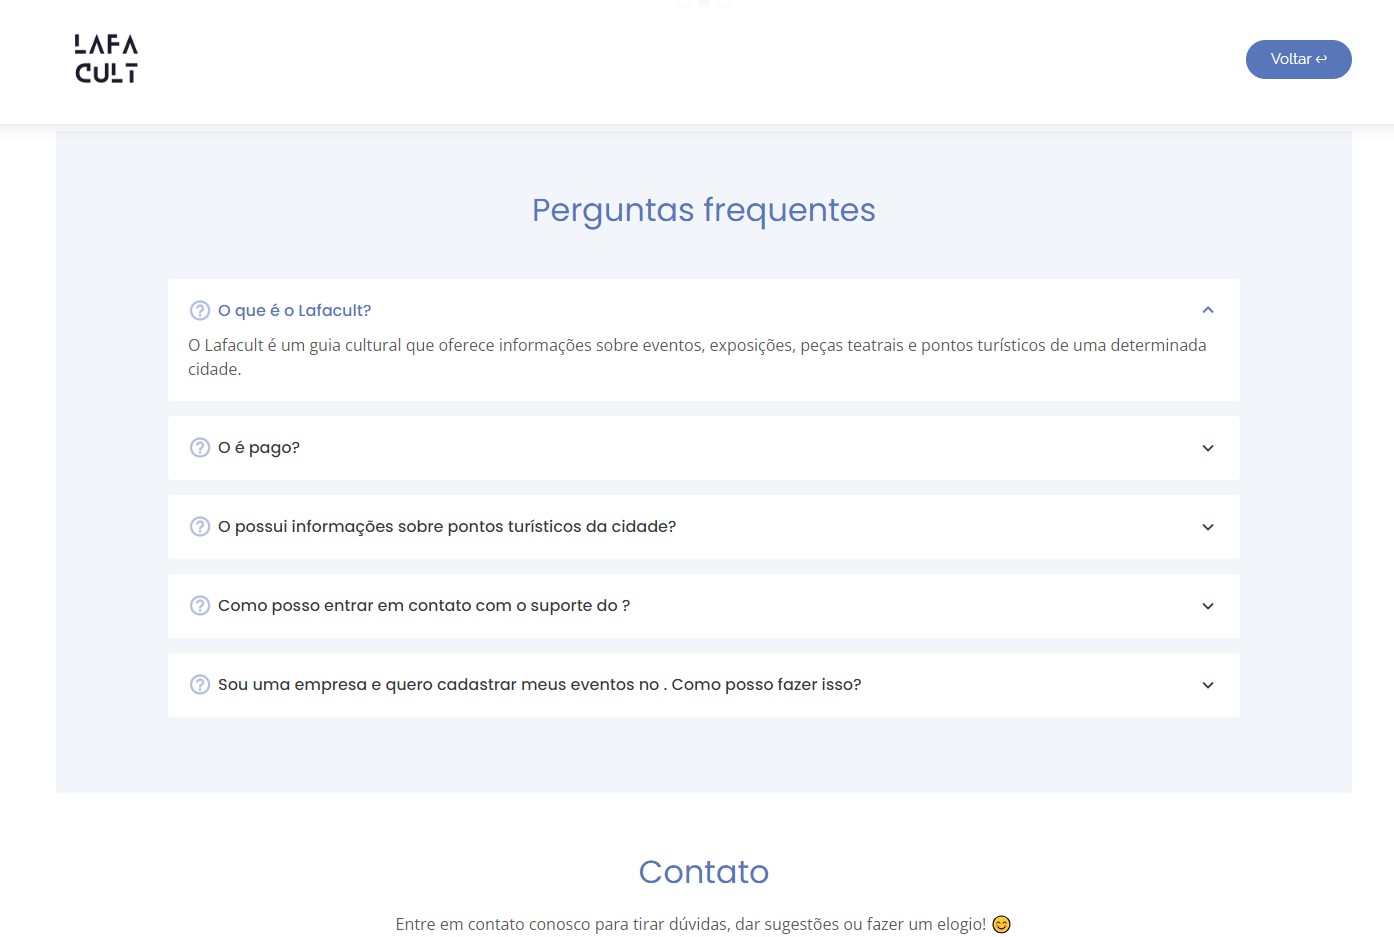 LAFA
CULT
Voltar ↩
Perguntas frequentes
O que é o Lafacult?
O Lafacult é um guia cultural que oferece informações sobre eventos, exposições, peças teatrais e pontos turísticos de uma determinada
cidade.
O é pago?
O possui informações sobre pontos turísticos da cidade?
Como posso entrar em contato com o suporte do ?
Sou uma empresa e quero cadastrar meus eventos no . Como posso fazer isso?
Contato
Entre em contato conosco para tirar dúvidas, dar sugestões ou fazer um elogio! 😊